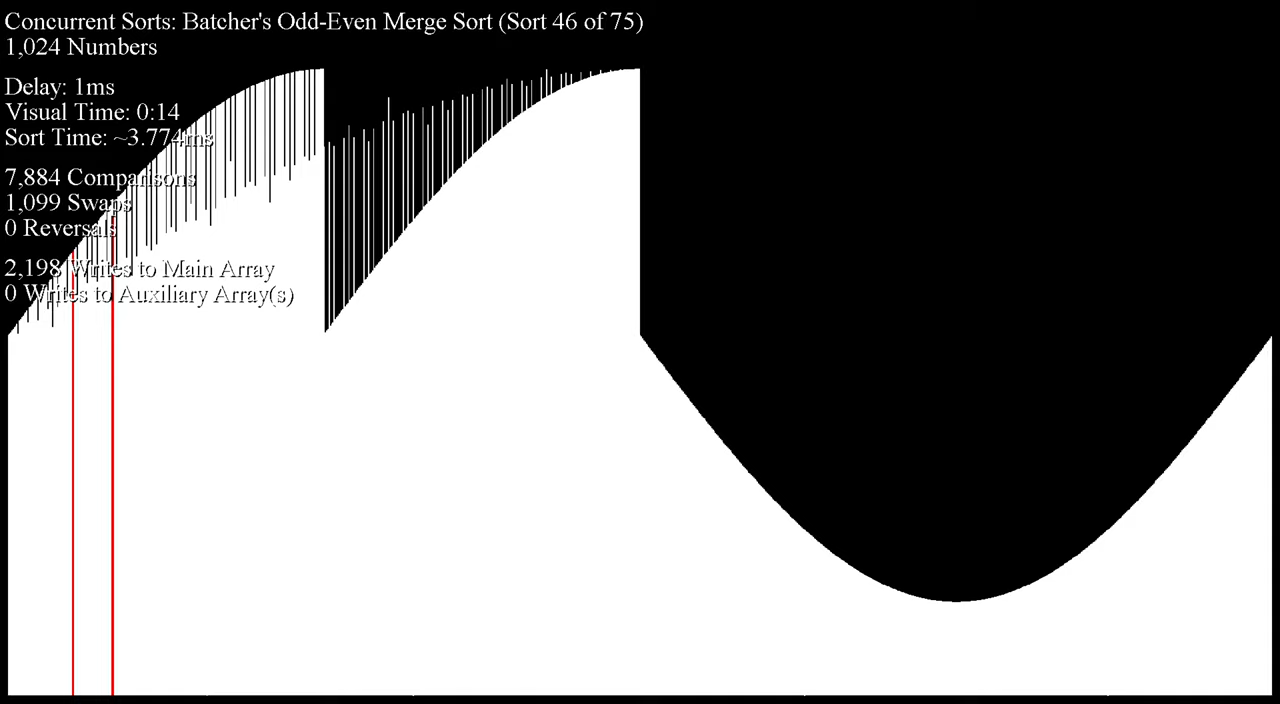 Concurrent Sorts: Batcher's Odd-Even Merge Sort (Sort 46 of 75)
1,024 Numbers
Delay: 1ms
Visual Time: 0:14
Sort Time: ~3.774ms
7,884 Comparisons
1,099 Swaps
0 Reversals
2,198 Writes to Main Array
0 Writes to Auxiliary Array(s)